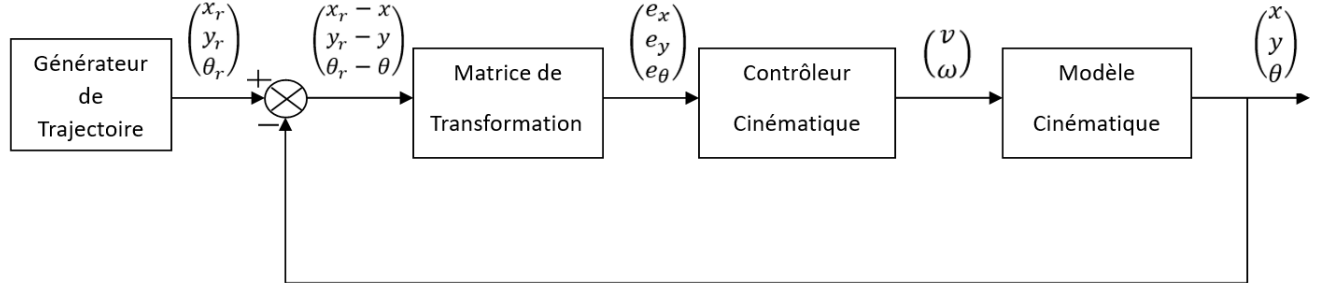 Générateur
de
Trajectoire
(x_r
y_r
θ_r)
+
−
(x_r − x
y_r − y
θ_r − θ)
Matrice de
Transformation
(e_x
e_y
e_θ)
Contrôleur
Cinématique
(v
ω)
Modèle
Cinématique
(x
y
θ)